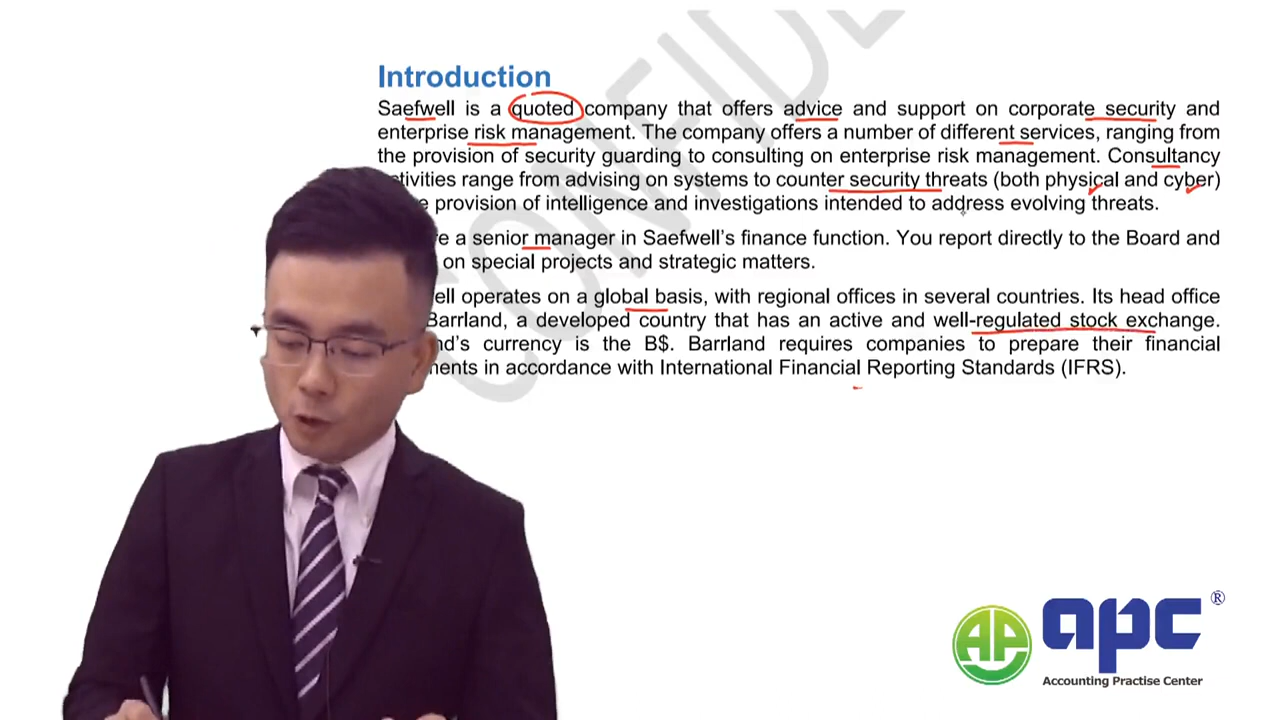 CONFIDE
Introduction
Saefwell is a quoted company that offers advice and support on corporate security and
enterprise risk management. The company offers a number of different services, ranging from
the provision of security guarding to consulting on enterprise risk management. Consultancy
ctivities range from advising on systems to counter security threats (both physical and cyber)
e provision of intelligence and investigations intended to address evolving threats.
e a senior manager in Saefwell's finance function. You report directly to the Board and
on special projects and strategic matters.
ell operates on a global basis, with regional offices in several countries. Its head office
Barrland, a developed country that has an active and well-regulated stock exchange.
nd's currency is the B$. Barrland requires companies to prepare their financial
ments in accordance with International Financial Reporting Standards (IFRS).
AP apc ®
Accounting Practise Center